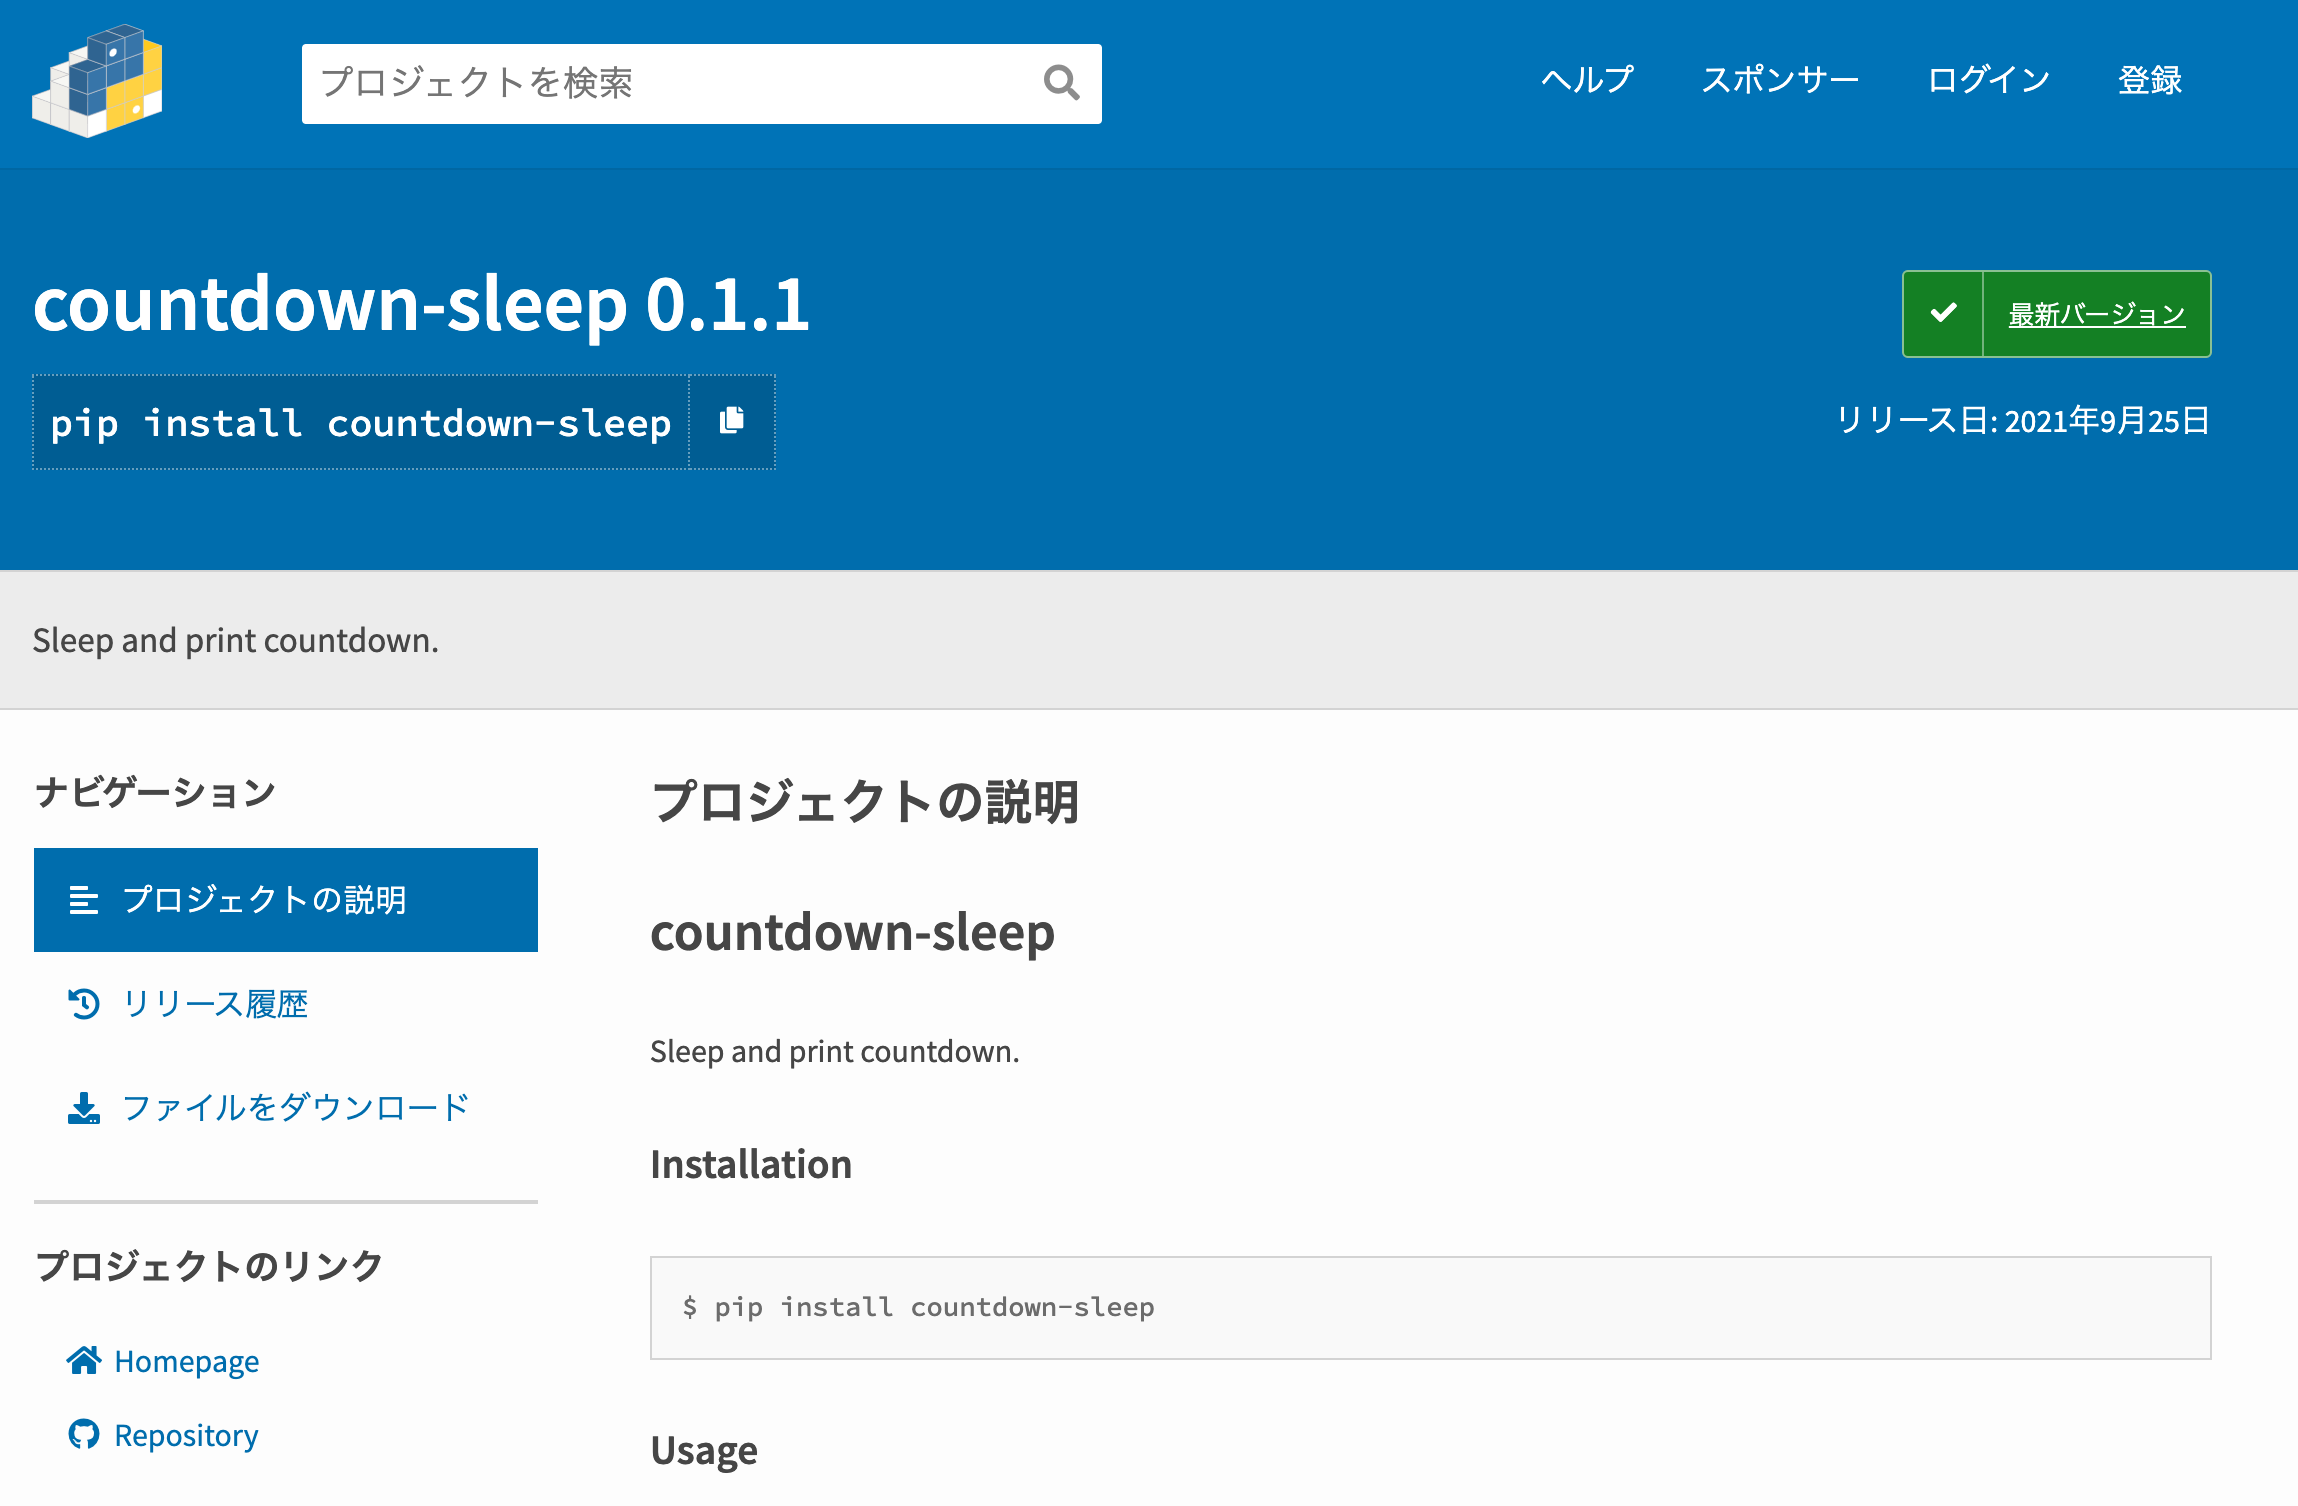 プロジェクトを検索
ヘルプ
スポンサー
ログイン
登録
countdown-sleep 0.1.1
pip install countdown-sleep
最新バージョン
リリース日: 2021年9月25日
Sleep and print countdown.
ナビゲーション
プロジェクトの説明
リリース履歴
ファイルをダウンロード
プロジェクトのリンク
Homepage
Repository
プロジェクトの説明
countdown-sleep
Sleep and print countdown.
Installation
$ pip install countdown-sleep
Usage